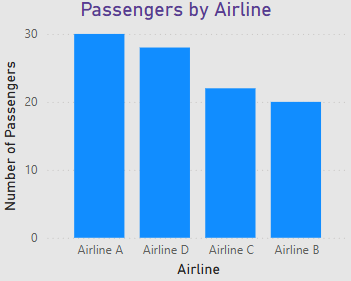 Passengers by Airline
Number of Passengers
30
20
10
0
Airline A
Airline D
Airline C
Airline B
Airline